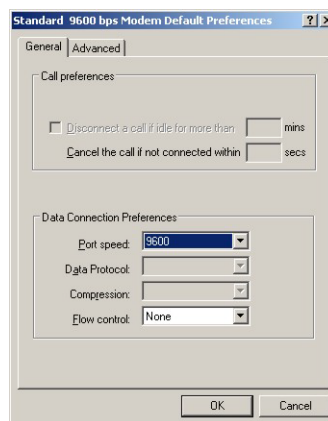 Standard 9600 bps Modem Default Preferences
General Advanced
Call preferences
Disconnect a call if idle for more than mins
Cancel the call if not connected within secs
Data Connection Preferences
Port speed: 9600
Data Protocol:
Compression:
Flow control: None
OK Cancel